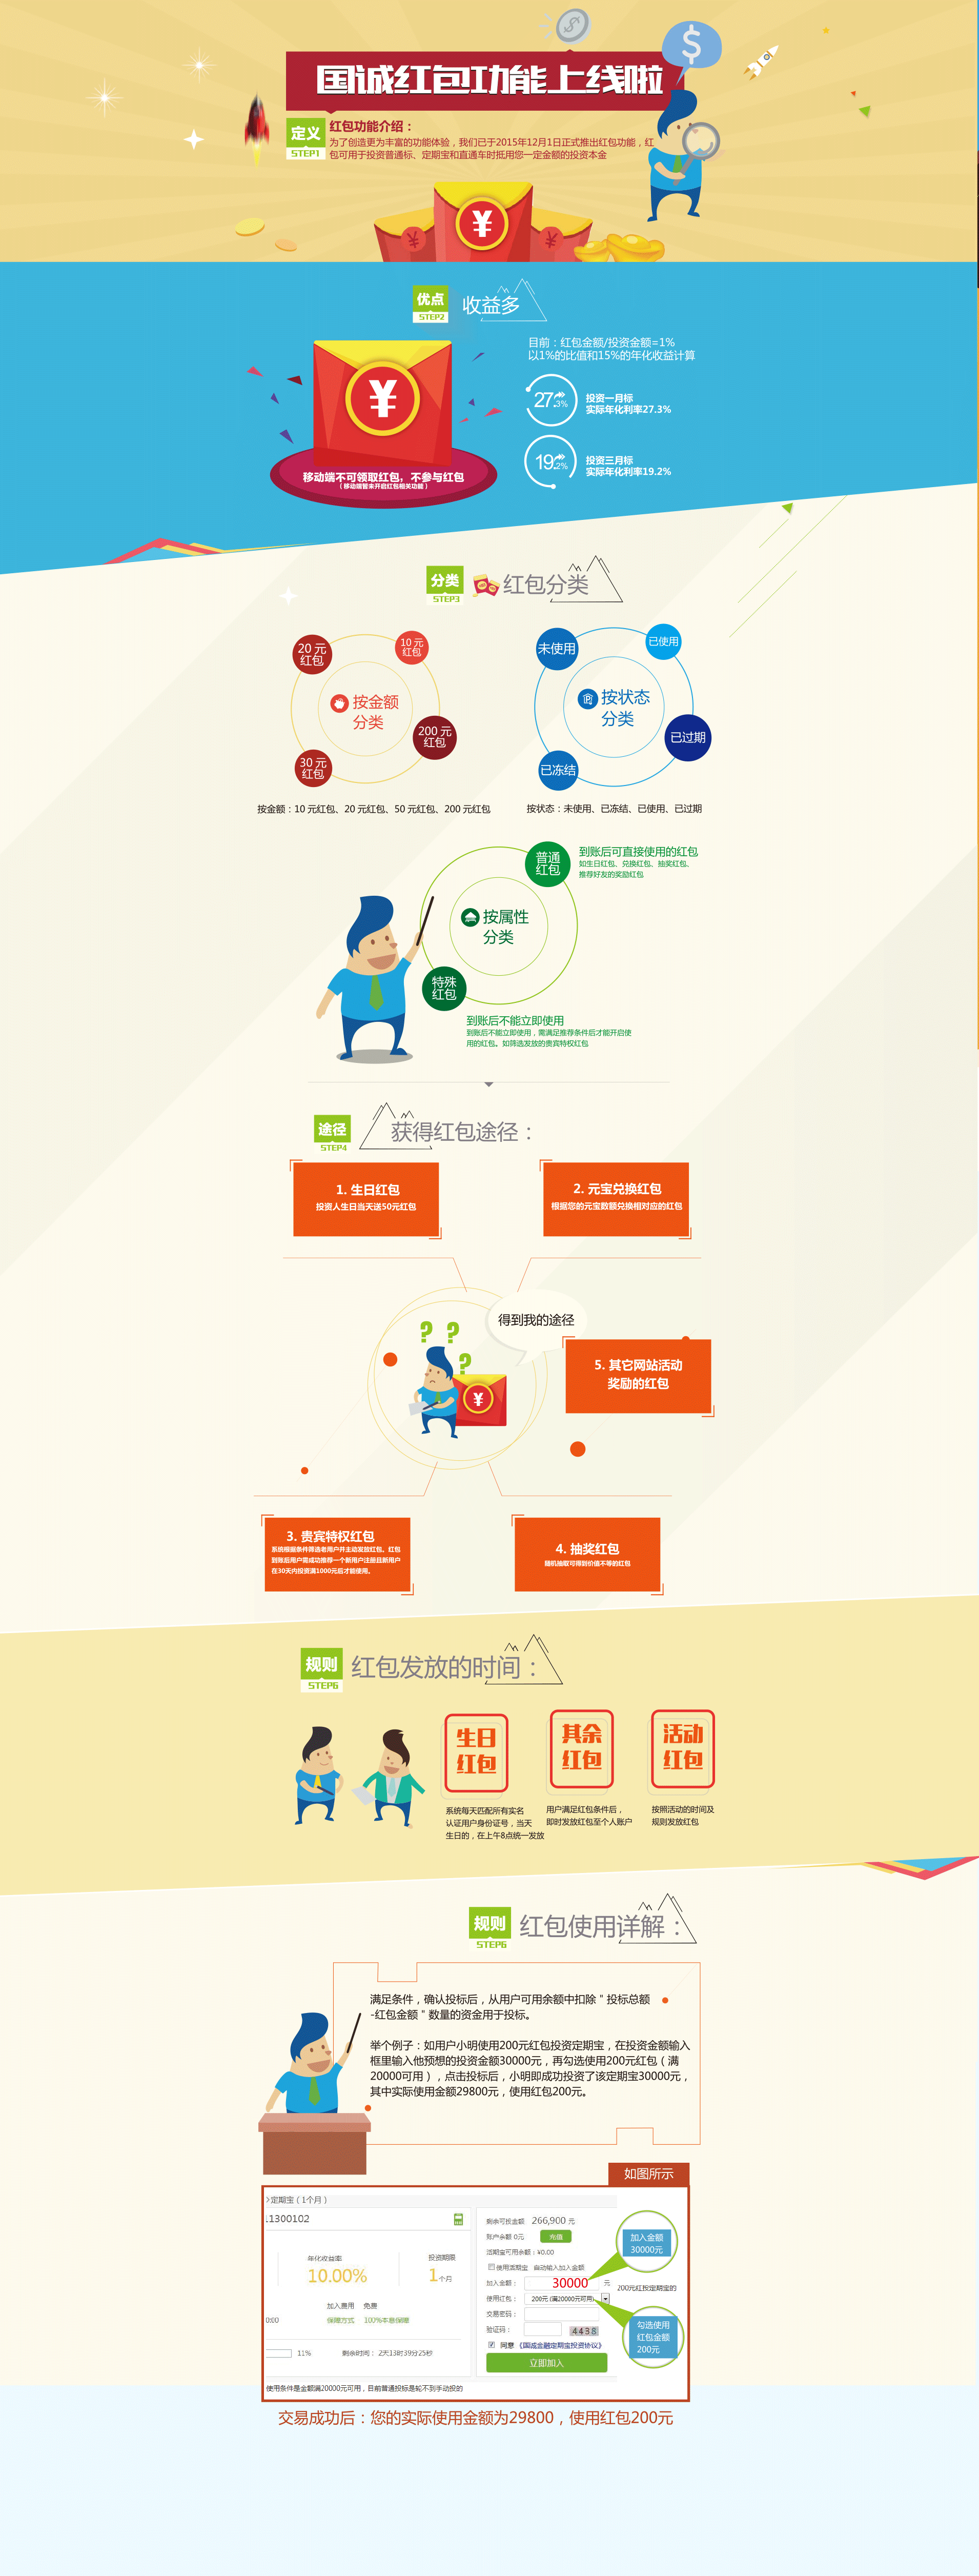 国诚红包功能上线啦
$
$
定义
STEP1
红包功能介绍：
为了创造更为丰富的功能体验，我们已于2015年12月1日正式推出红包功能，红
包可用于投资普通标、定期宝和直通车时抵用您一定金额的投资本金
¥
¥
¥
优点
STEP2
收益多
目前：红包金额/投资金额=1%
以1%的比值和15%的年化收益计算
¥
27.3%
投资一月标
实际年化利率27.3%
19.2%
投资三月标
实际年化利率19.2%
移动端不可领取红包，不参与红包
（移动端暂未开启红包相关功能）
分类
STEP3
红包分类
20 元
红包
10 元
红包
按金额
分类
200 元
红包
30 元
红包
未使用
已使用
按状态
分类
已过期
已冻结
按金额：10 元红包、20 元红包、50 元红包、200 元红包
按状态：未使用、已冻结、已使用、已过期
普通
红包
到账后可直接使用的红包
如生日红包、兑换红包、抽奖红包、
推荐好友的奖励红包
按属性
分类
特殊
红包
到账后不能立即使用
到账后不能立即使用，需满足推荐条件后才能开启使
用的红包。如筛选发放的贵宾特权红包
途径
STEP4
获得红包途径：
1. 生日红包
投资人生日当天送50元红包
2. 元宝兑换红包
根据您的元宝数额兑换相对应的红包
得到我的途径
? ?
?
¥
5. 其它网站活动
奖励的红包
3. 贵宾特权红包
系统根据条件筛选老用户并主动发放红包。红包
到账后用户需成功推荐一个新用户注册且新用户
在30天内投资满1000元后才能使用。
4. 抽奖红包
随机抽取可得到价值不等的红包
规则
STEP6
红包发放的时间：
生日
红包
其余
红包
活动
红包
系统每天匹配所有实名
认证用户身份证号，当天
生日的，在上午8点统一发放
用户满足红包条件后，
即时发放红包至个人账户
按照活动的时间及
规则发放红包
规则
STEP6
红包使用详解：
满足条件，确认投标后，从用户可用余额中扣除＂投标总额
-红包金额＂数量的资金用于投标。
举个例子：如用户小明使用200元红包投资定期宝，在投资金额输入
框里输入他预想的投资金额30000元，再勾选使用200元红包（满
20000可用），点击投标后，小明即成功投资了该定期宝30000元，
其中实际使用金额29800元，使用红包200元。
如图所示
>定期宝（1个月）
11300102
年化收益率
投资期限
10.00%
1个月
加入费用 免费
0:00
保障方式 100%本息保障
11%
剩余时间： 2天13时39分25秒
剩余可投金额 266,900 元
账户余额 0元 充值
活期宝可用余额：¥0.00
使用活期宝 自动输入加入金额
加入金额： 30000 元
使用红包： 200元 (满20000元可用)
200元红投定期宝的
交易密码：
验证码： 4438
同意《国诚金融定期宝投资协议》
立即加入
加入金额
30000元
勾选使用
红包金额
200元
使用条件是金额满20000元可用，目前普通投标是轮不到手动投的
交易成功后：您的实际使用金额为29800，使用红包200元